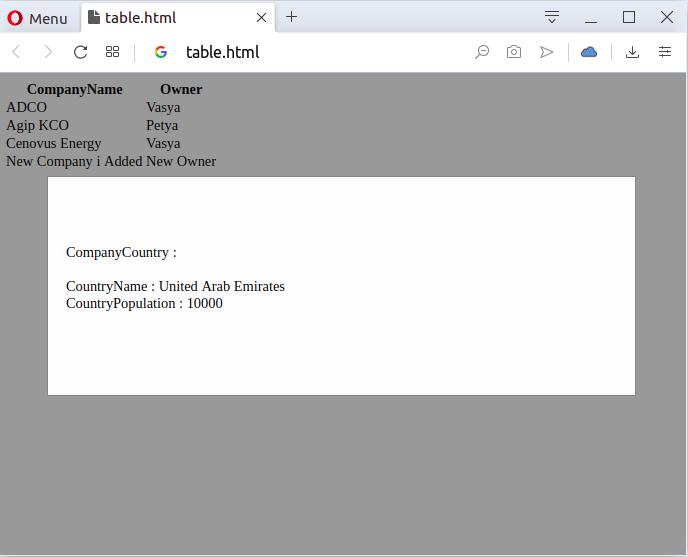 Menu table.html
table.html
CompanyName Owner
ADCO Vasya
Agip KCO Petya
Cenovus Energy Vasya
New Company i Added New Owner
CompanyCountry :
CountryName : United Arab Emirates
CountryPopulation : 10000